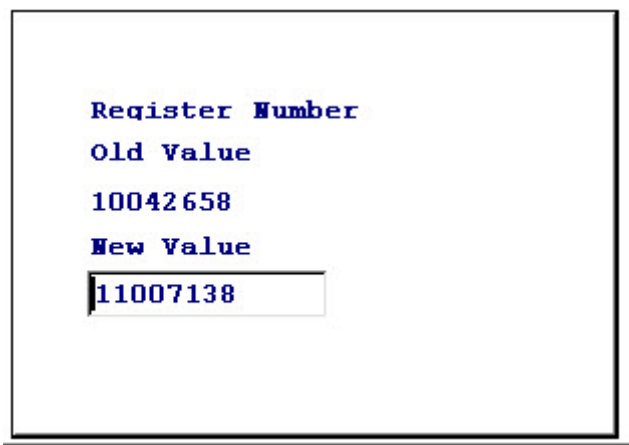 Register Number
Old Value
10042658
New Value
11007138